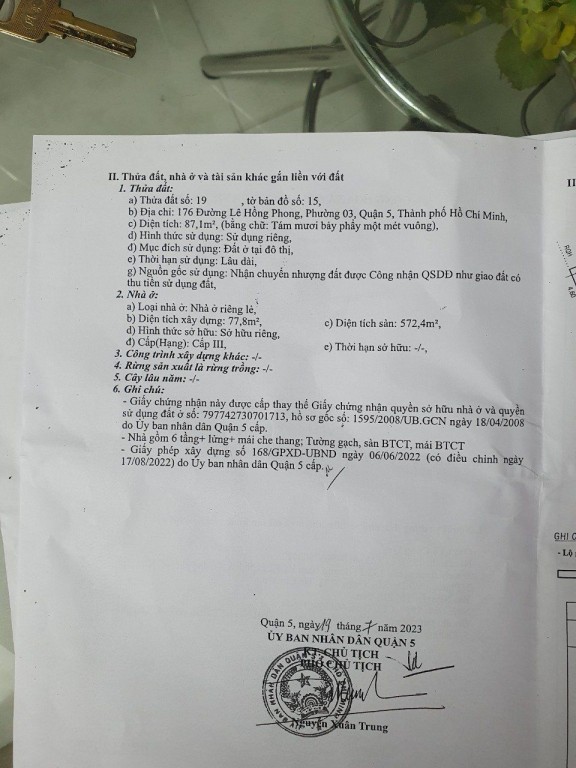 II. Thửa đất, nhà ở và tài sản khác gắn liền với đất
1. Thửa đất:
a) Thửa đất số: 19 , tờ bản đồ số: 15,
b) Địa chỉ: 176 Đường Lê Hồng Phong, Phường 03, Quận 5, Thành phố Hồ Chí Minh,
c) Diện tích: 87,1m², (bằng chữ: Tám mươi bảy phẩy một mét vuông),
d) Hình thức sử dụng: Sử dụng riêng,
đ) Mục đích sử dụng: Đất ở tại đô thị,
e) Thời hạn sử dụng: Lâu dài,
g) Nguồn gốc sử dụng: Nhận chuyển nhượng đất được Công nhận QSDĐ như giao đất có
thu tiền sử dụng đất,
2. Nhà ở:
a) Loại nhà ở: Nhà ở riêng lẻ,
b) Diện tích xây dựng: 77,8m², c) Diện tích sàn: 572,4m²,
d) Hình thức sở hữu: Sở hữu riêng,
đ) Cấp(Hạng): Cấp III, e) Thời hạn sở hữu: -/-,
3. Công trình xây dựng khác: -/-
4. Rừng sản xuất là rừng trồng: -/-
5. Cây lâu năm: -/-
6. Ghi chú:
- Giấy chứng nhận này được cấp thay thế Giấy chứng nhận quyền sở hữu nhà ở và quyền
sử dụng đất ở số: 797742730701713, hồ sơ gốc số: 1595/2008/UB.GCN ngày 18/04/2008
do Ủy ban nhân dân Quận 5 cấp.
- Nhà gồm 6 tầng+ lửng+ mái che thang; Tường gạch, sàn BTCT, mái BTCT
- Giấy phép xây dựng số 168/GPXD-UBND ngày 06/06/2022 (có điều chỉnh ngày
17/08/2022) do Ủy ban nhân dân Quận 5 cấp.
Quận 5, ngày 19 tháng 7 năm 2023
ỦY BAN NHÂN DÂN QUẬN 5
KT. CHỦ TỊCH
PHÓ CHỦ TỊCH
Nguyễn Xuân Trung
II
GHI C
- Lộ